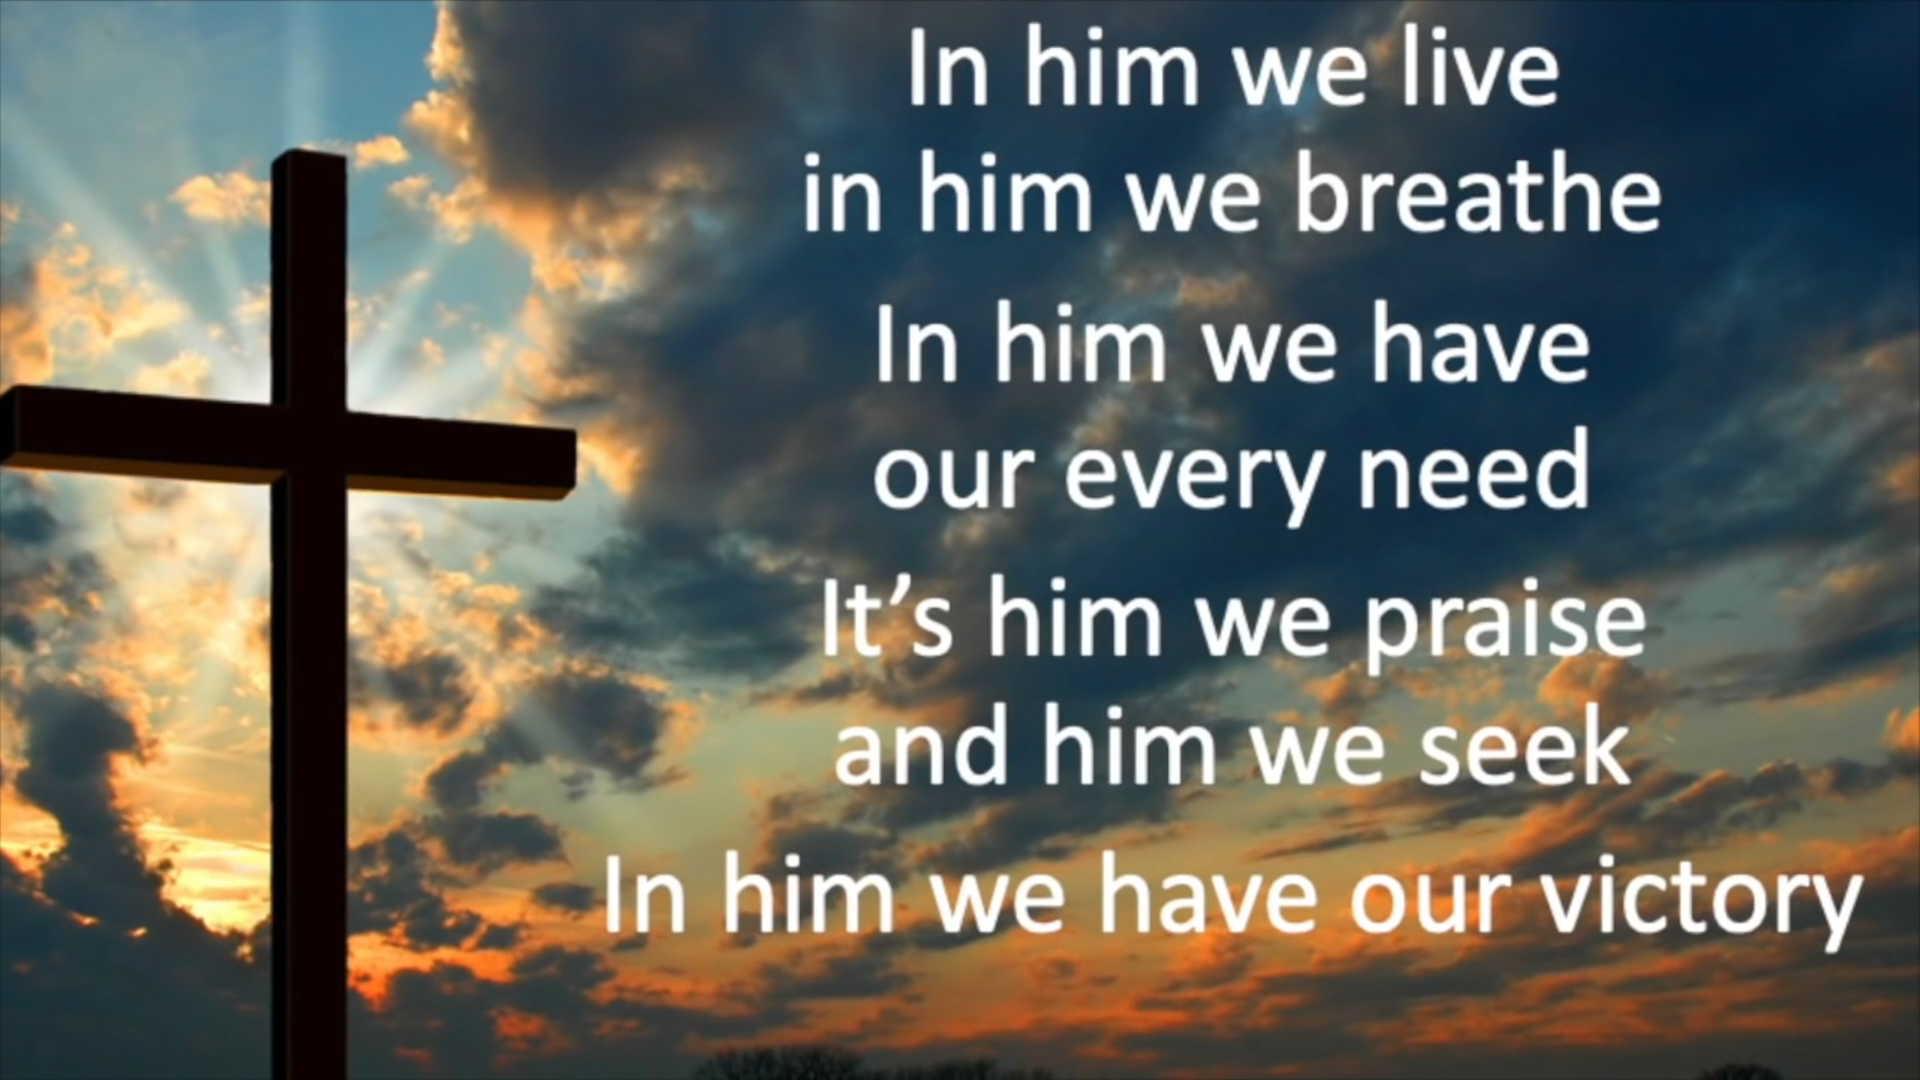 In him we live
in him we breathe
In him we have
our every need
It’s him we praise
and him we seek
In him we have our victory